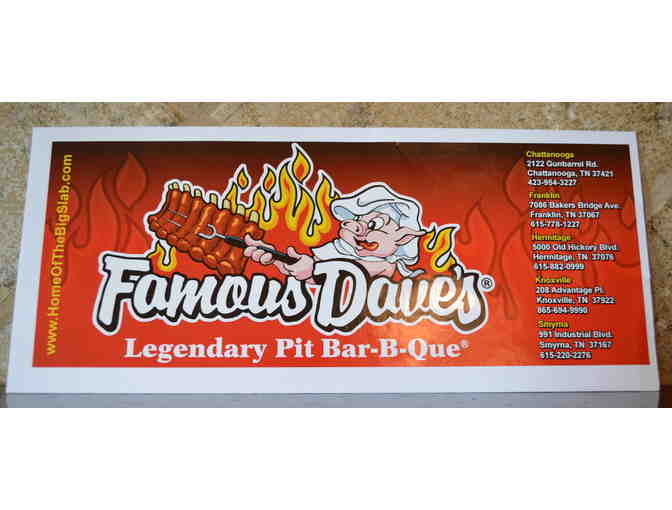 www.HomeOfTheBigSlab.com
Famous Dave's®
Legendary Pit Bar-B-Que®
Chattanooga
2122 Gunbarrel Rd.
Chattanooga, TN 37421
423-954-3227
Franklin
7086 Bakers Bridge Ave.
Franklin, TN 37067
615-778-1227
Hermitage
5000 Old Hickory Blvd.
Hermitage, TN 37076
615-882-0999
Knoxville
208 Advantage Pl.
Knoxville, TN 37922
865-694-9990
Smyrna
991 Industrial Blvd.
Smyrna, TN 37167
615-220-2276